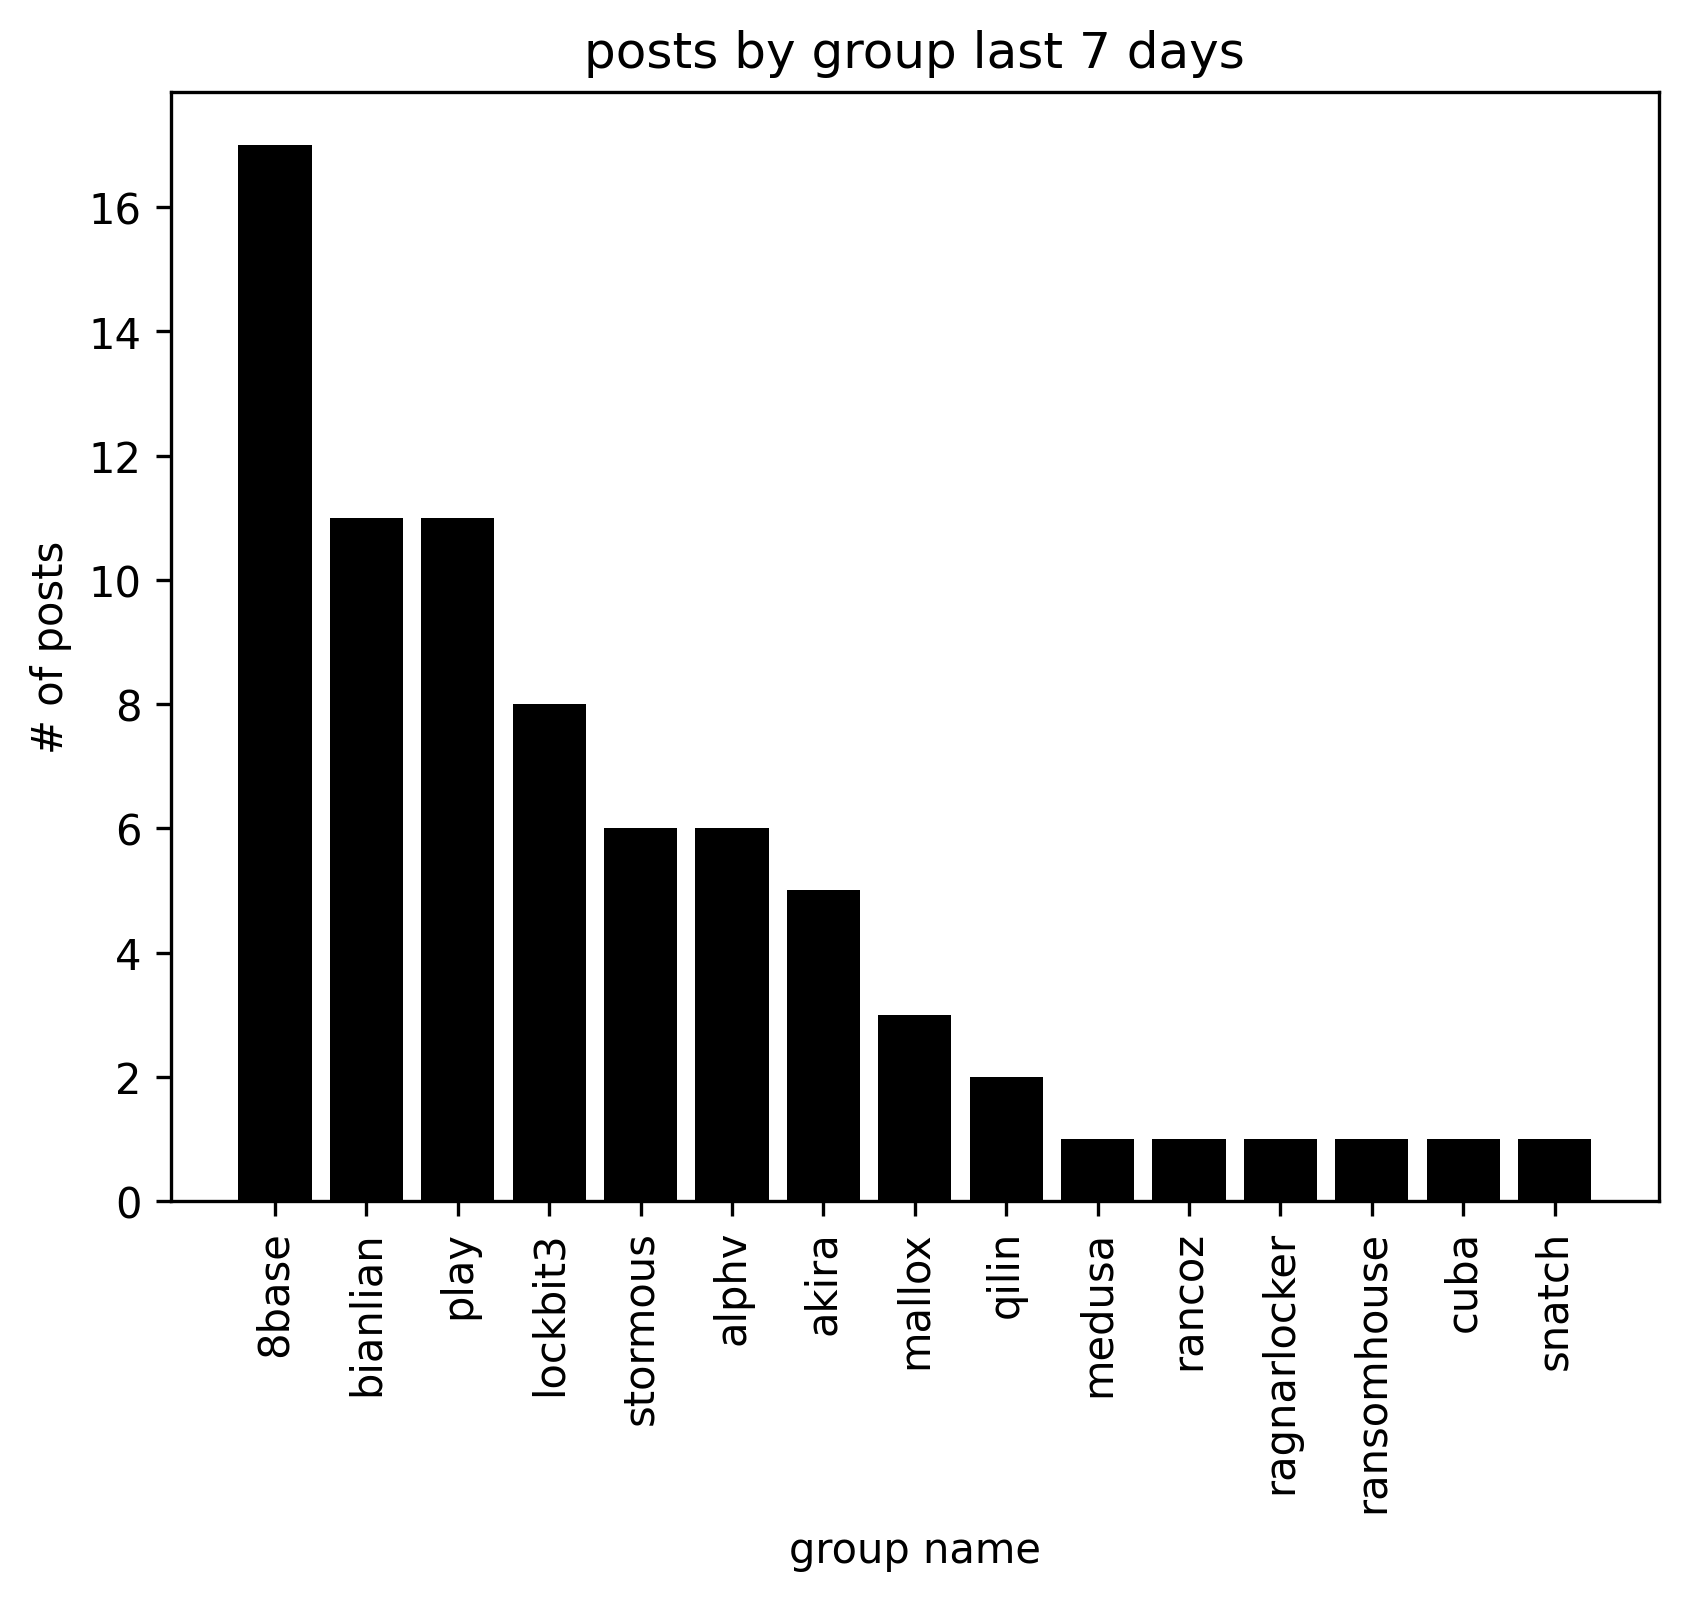 posts by group last 7 days
16
14
12
10
8
6
4
2
0
# of posts
8base
bianlian
play
lockbit3
stormous
alphv
akira
mallox
qilin
medusa
rancoz
ragnarlocker
ransomhouse
cuba
snatch
group name